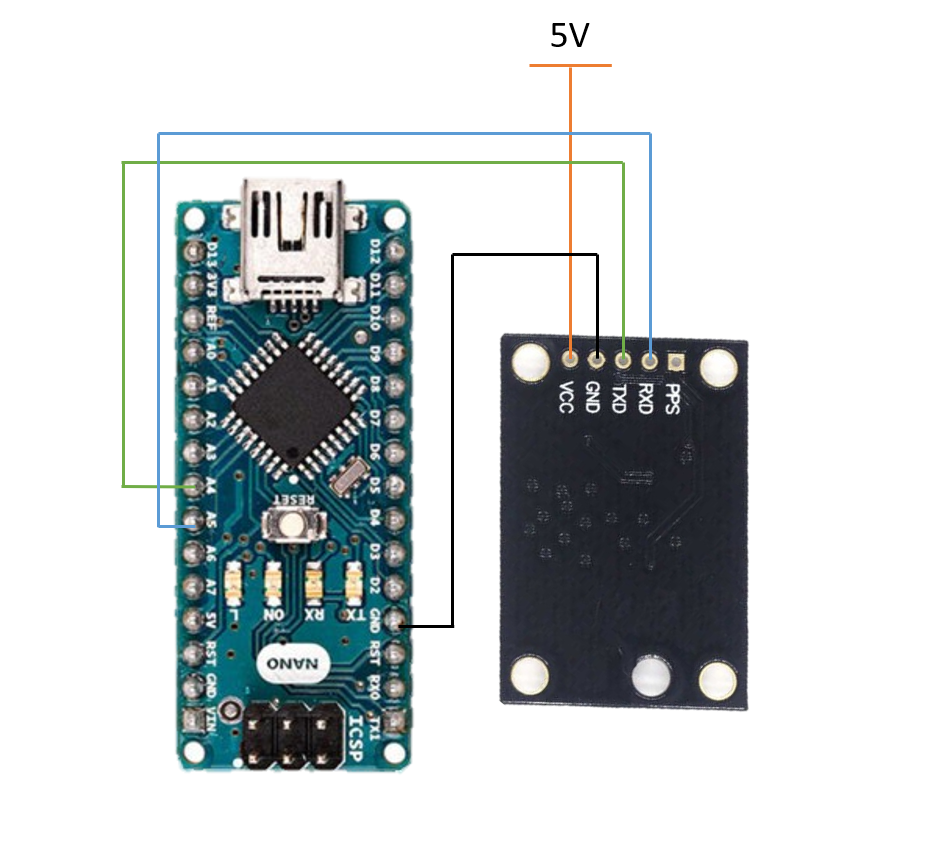 5V
D13
3V3
REF
A0
A1
A2
A3
A4
A5
A6
A7
5V
RST
GND
VIN
D12
D11
D10
D9
D8
D7
D6
D5
D4
D3
D2
GND
RST
RX0
TX1
RESET
L
ON
RX
TX
NANO
ICSP
VCC
GND
TXD
RXD
PPS